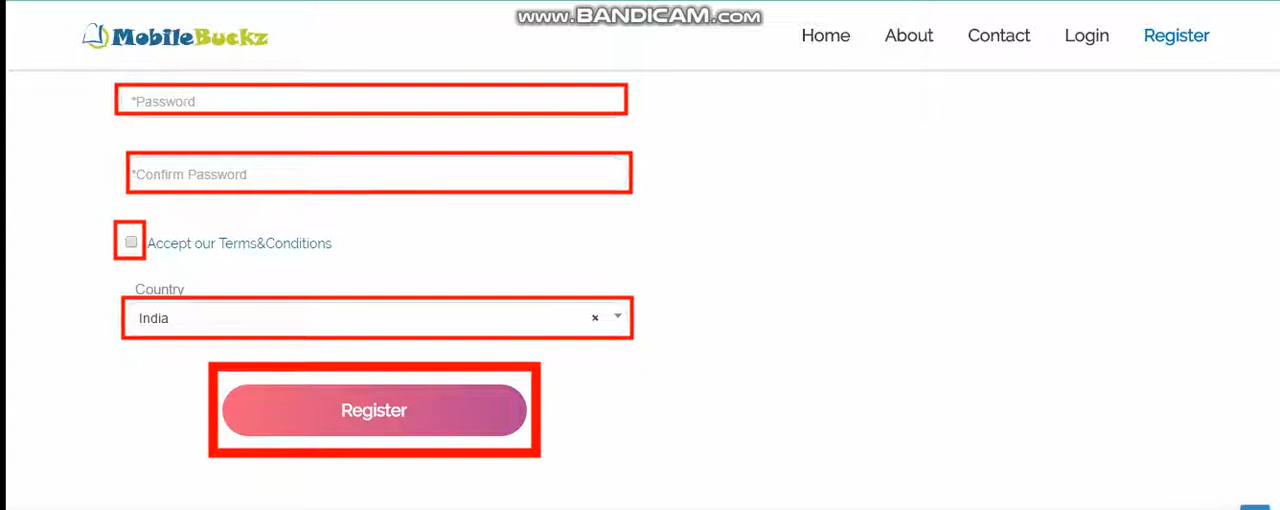 www.BANDICAM.com
MobileBuckz
Home About Contact Login Register
*Password
*Confirm Password
Accept our Terms&Conditions
Country
India × 
Register